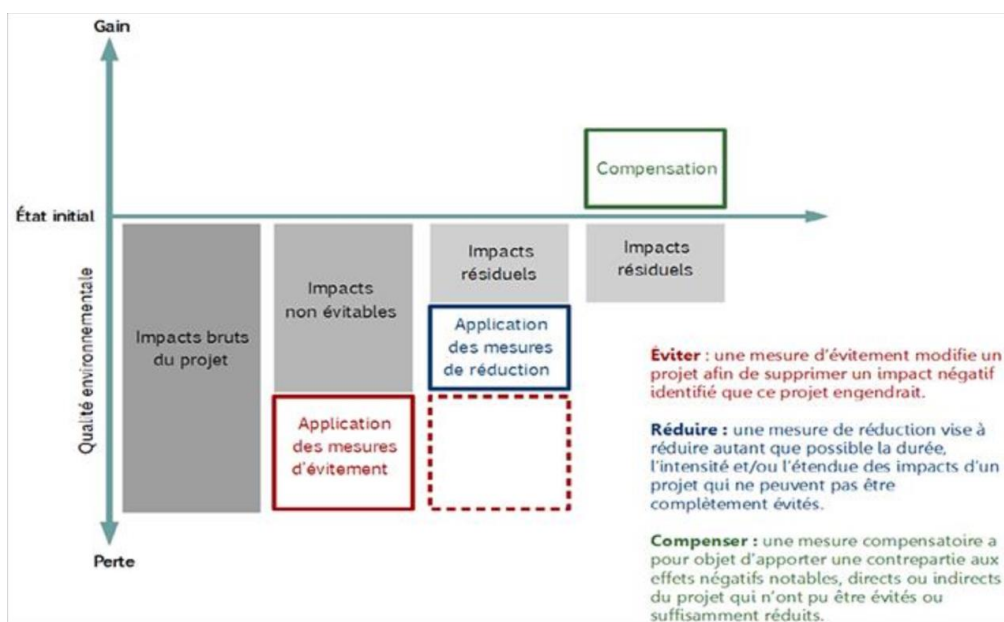 Gain
Compensation
État initial
Impacts bruts
du projet
Impacts
non évitables
Impacts
résiduels
Impacts
résiduels
Application
des mesures
de réduction
Application
des mesures
d'évitement
Qualité environnementale
Perte
Éviter : une mesure d'évitement modifie un
projet afin de supprimer un impact négatif
identifié que ce projet engendrait.
Réduire : une mesure de réduction vise à
réduire autant que possible la durée,
l'intensité et/ou l'étendue des impacts d'un
projet qui ne peuvent pas être
complètement évités.
Compenser : une mesure compensatoire a
pour objet d'apporter une contrepartie aux
effets négatifs notables, directs ou indirects
du projet qui n'ont pu être évités ou
suffisamment réduits.